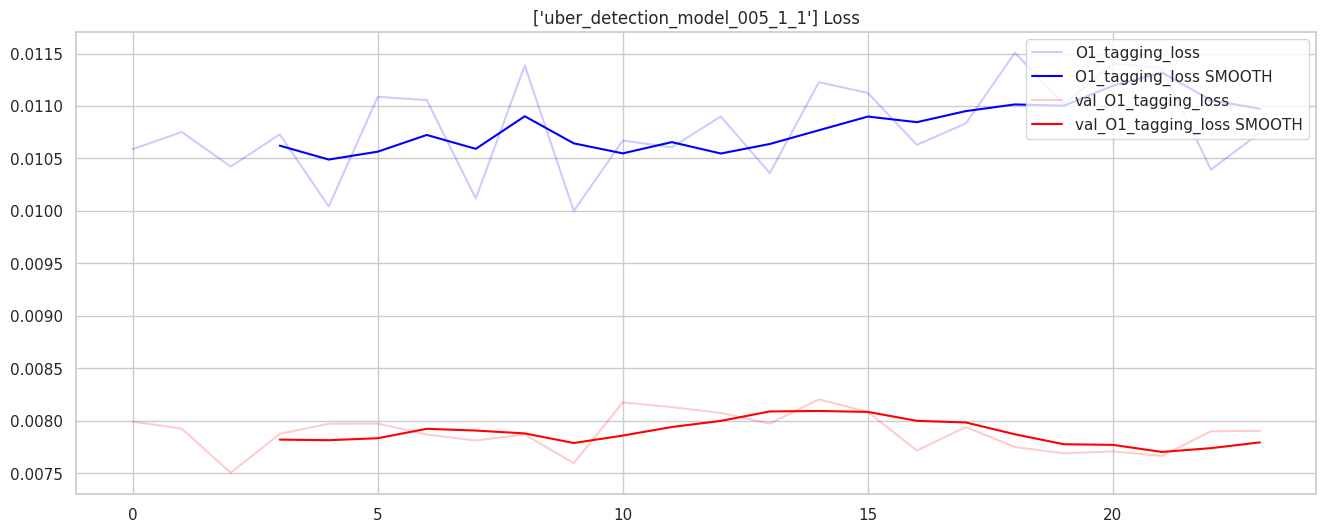 ['uber_detection_model_005_1_1'] Loss
0.0115
0.0110
0.0105
0.0100
0.0095
0.0090
0.0085
0.0080
0.0075
O1_tagging_loss
O1_tagging_loss SMOOTH
val_O1_tagging_loss
val_O1_tagging_loss SMOOTH
0 5 10 15 20